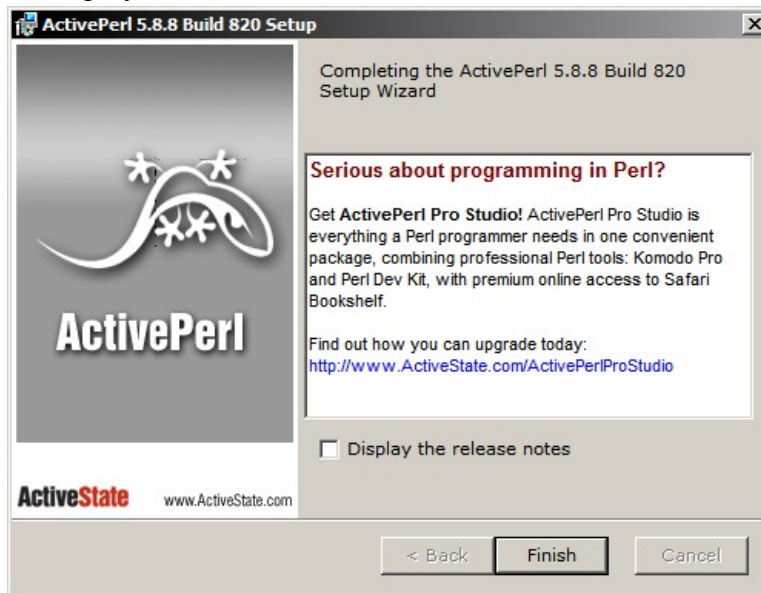 ActivePerl 5.8.8 Build 820 Setup
Completing the ActivePerl 5.8.8 Build 820
Setup Wizard
Serious about programming in Perl?
Get ActivePerl Pro Studio! ActivePerl Pro Studio is
everything a Perl programmer needs in one convenient
package, combining professional Perl tools: Komodo Pro
and Perl Dev Kit, with premium online access to Safari
Bookshelf.
Find out how you can upgrade today:
http://www.ActiveState.com/ActivePerlProStudio
ActivePerl
Display the release notes
ActiveState www.ActiveState.com
< Back Finish Cancel